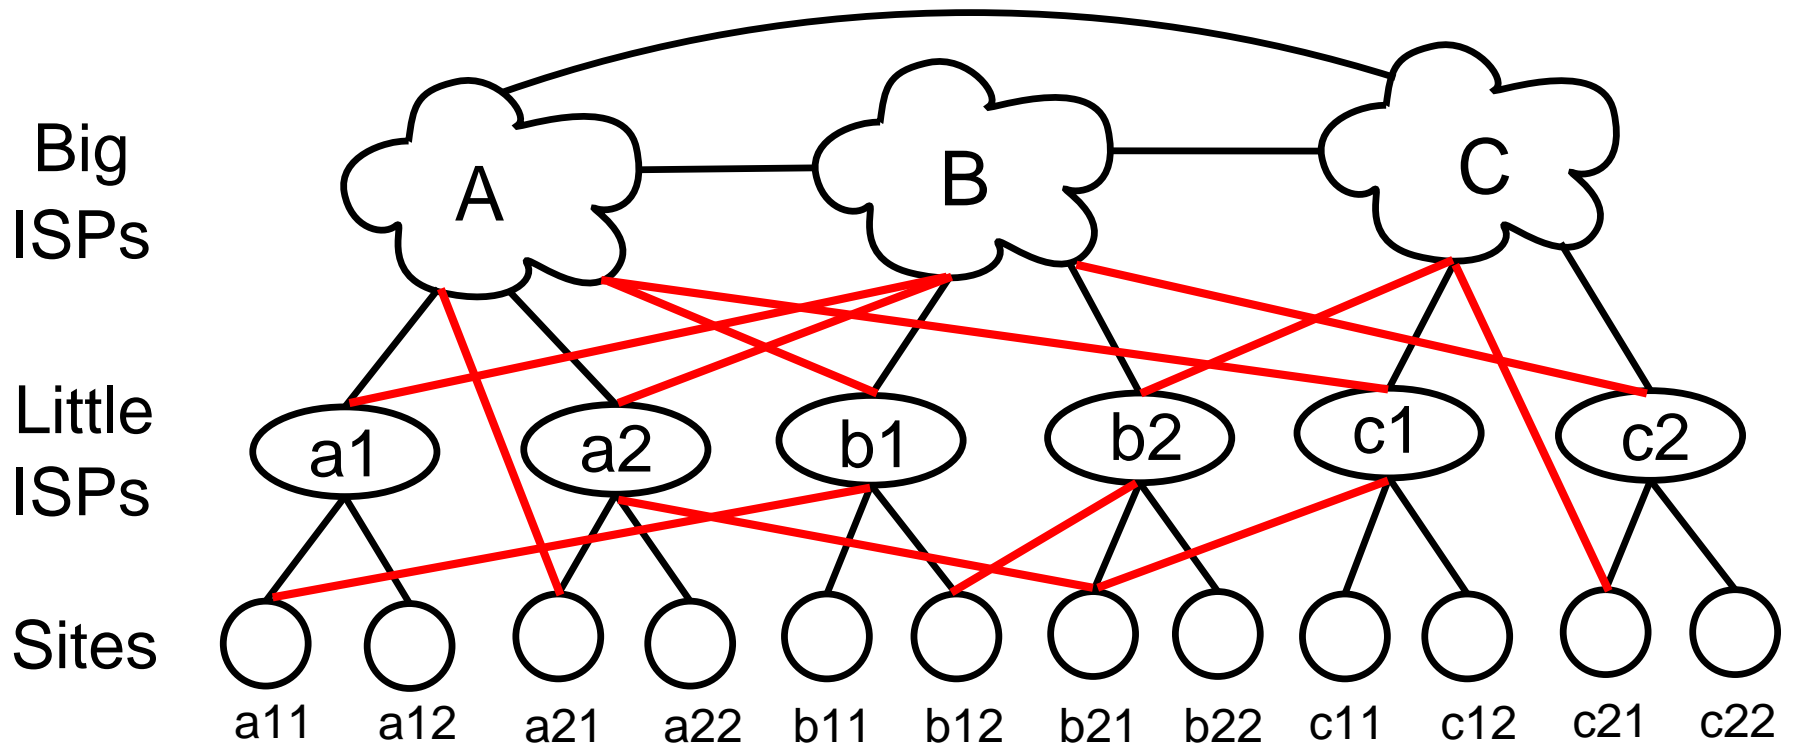 Big
ISPs
A
B
C
Little
ISPs
a1
a2
b1
b2
c1
c2
Sites
a11
a12
a21
a22
b11
b12
b21
b22
c11
c12
c21
c22